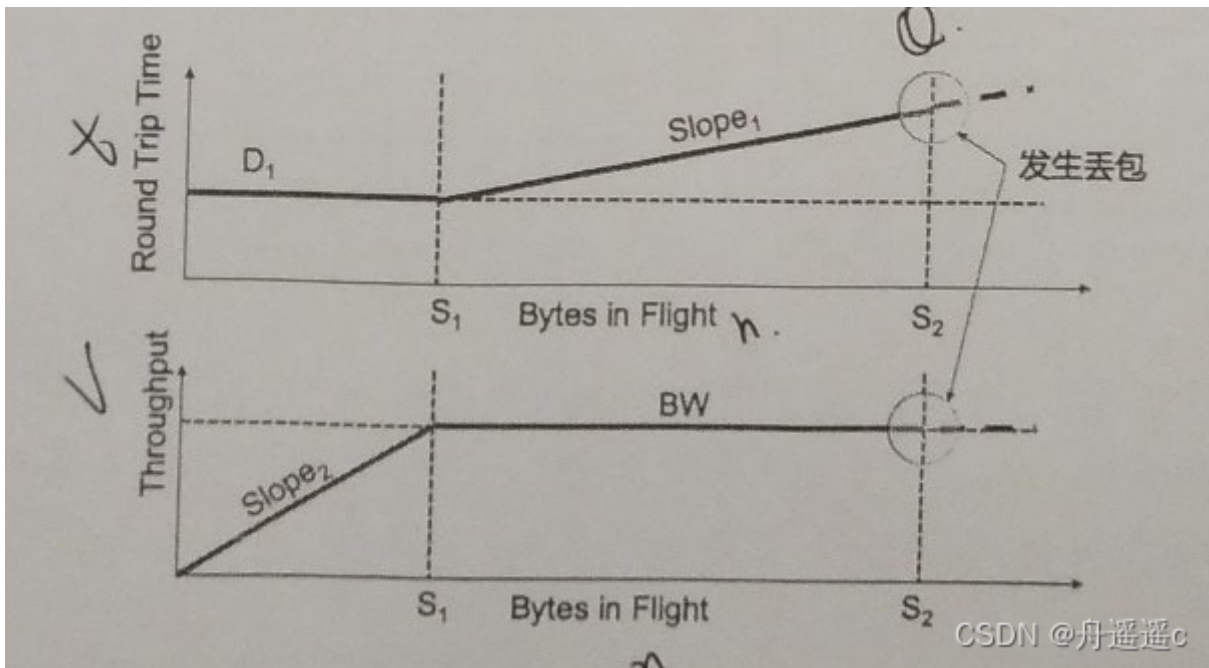 Q.
X
Round Trip Time
D₁
Slope₁
发生丢包
S₁
Bytes in Flight
n.
S₂
V
Throughput
BW
Slope₂
S₁
Bytes in Flight
S₂
CSDN @舟遥遥c